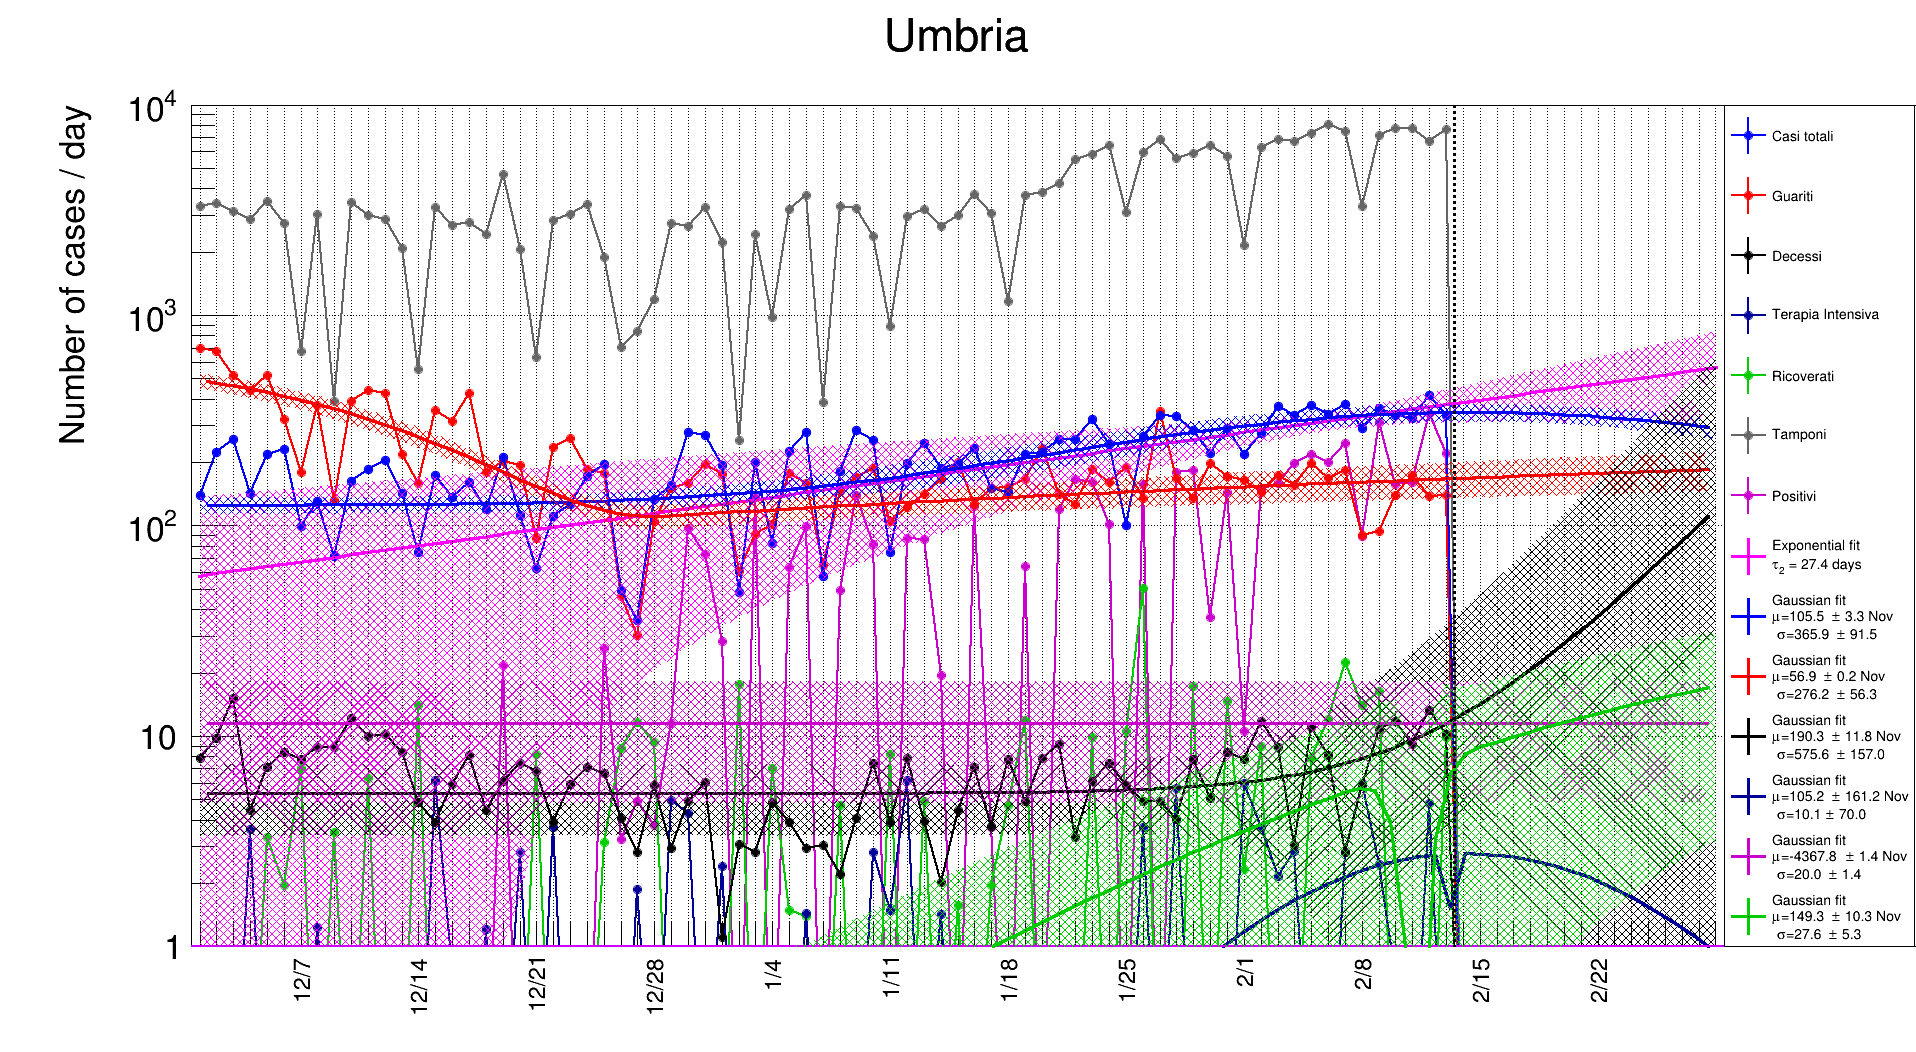 Umbria
Number of cases / day
10^4
10^3
10^2
10
1
12/7
12/14
12/21
12/28
1/4
1/11
1/18
1/25
2/1
2/8
2/15
2/22
Casi totali
Guariti
Decessi
Terapia Intensiva
Ricoverati
Tamponi
Positivi
Exponential fit
τ₂ = 27.4 days
Gaussian fit
μ=105.5 ± 3.3 Nov
σ=365.9 ± 91.5
Gaussian fit
μ=56.9 ± 0.2 Nov
σ=276.2 ± 56.3
Gaussian fit
μ=190.3 ± 11.8 Nov
σ=575.6 ± 157.0
Gaussian fit
μ=105.2 ± 161.2 Nov
σ=10.1 ± 70.0
Gaussian fit
μ=-4367.8 ± 1.4 Nov
σ=20.0 ± 1.4
Gaussian fit
μ=149.3 ± 10.3 Nov
σ=27.6 ± 5.3